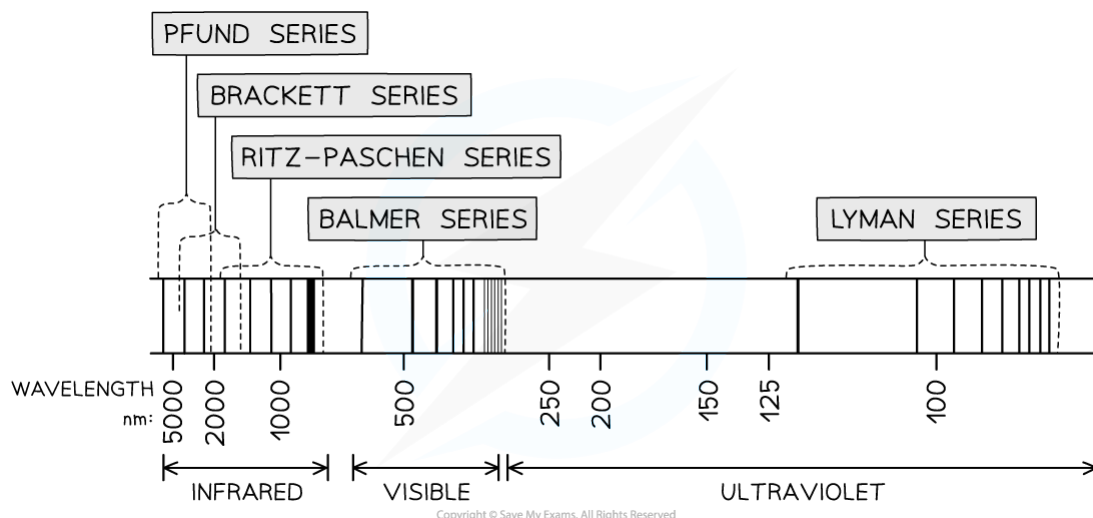 PFUND SERIES
BRACKETT SERIES
RITZ-PASCHEN SERIES
BALMER SERIES
LYMAN SERIES
WAVELENGTH
nm:
5000
2000
1000
500
250
200
150
125
100
INFRARED
VISIBLE
ULTRAVIOLET
Copyright © Save My Exams. All Rights Reserved